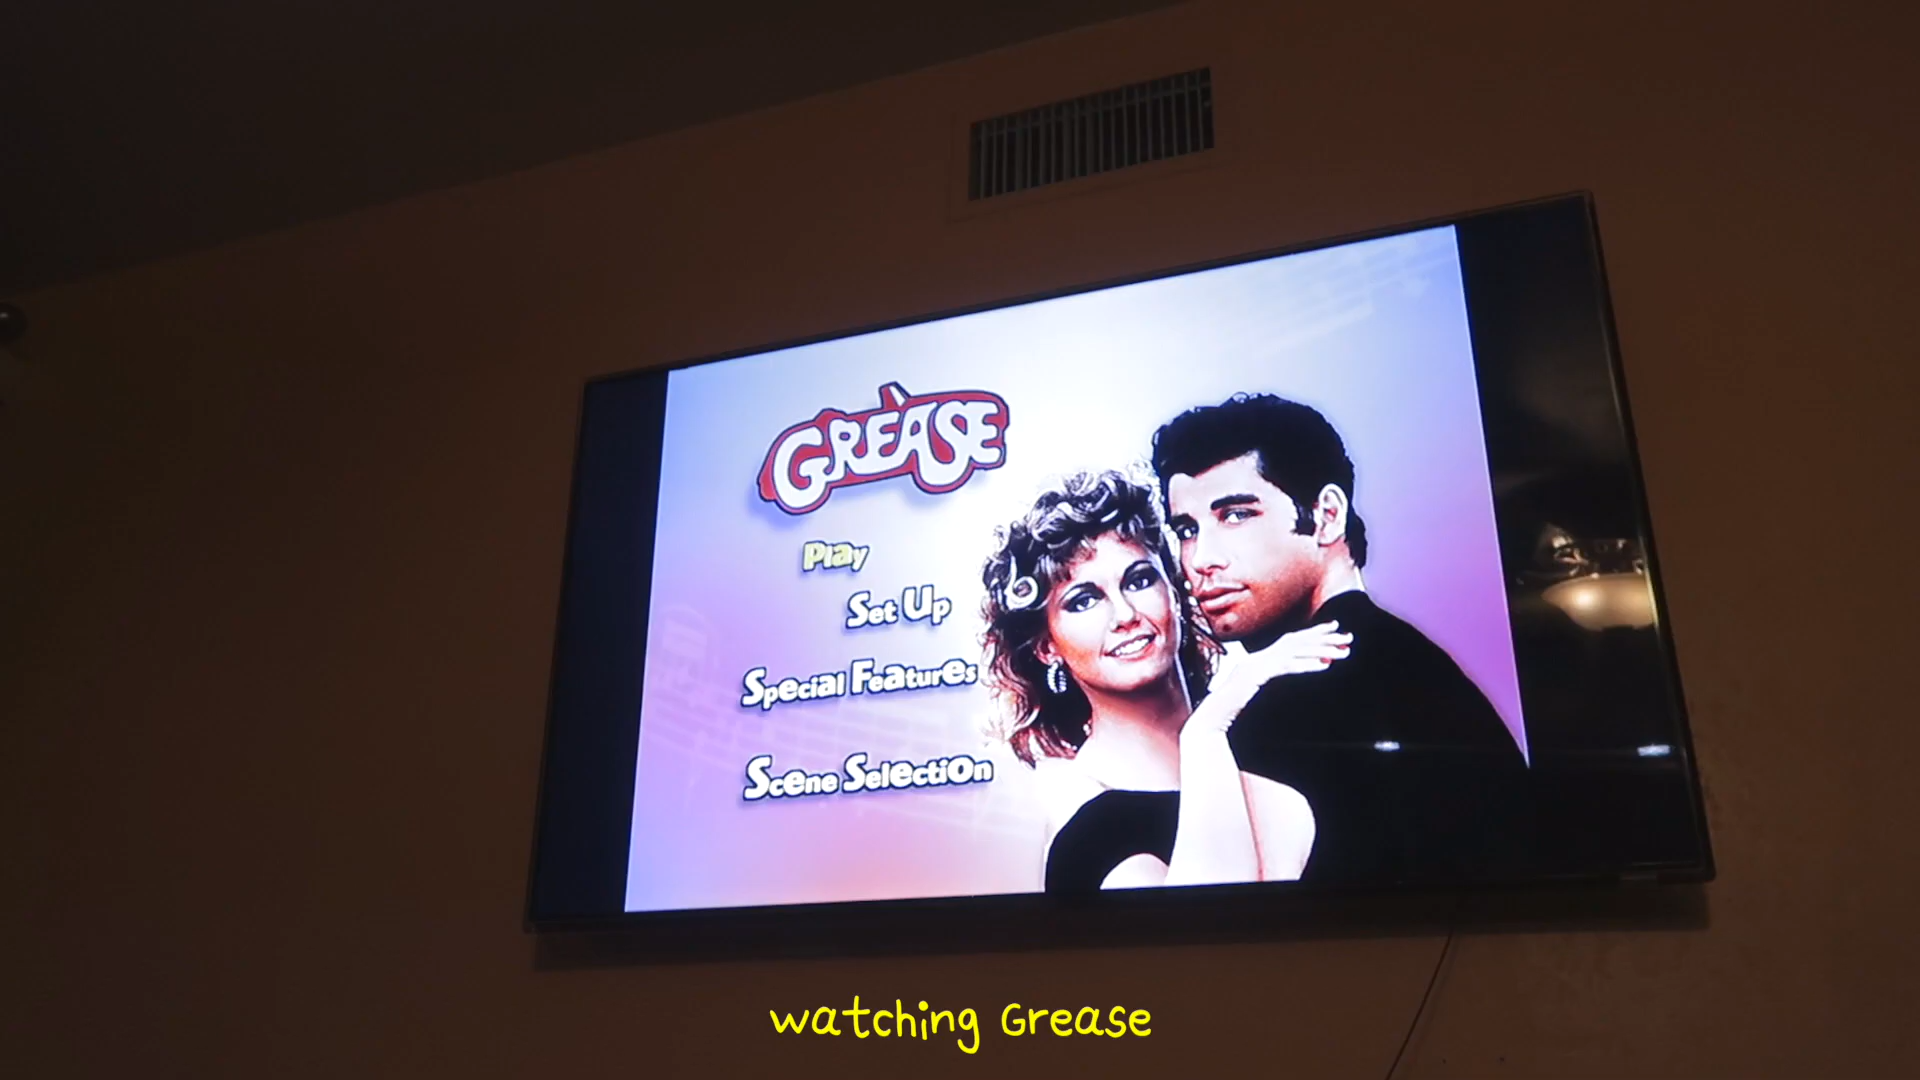 GREASE
Play
Set Up
Special Features
Scene Selection
watching Grease